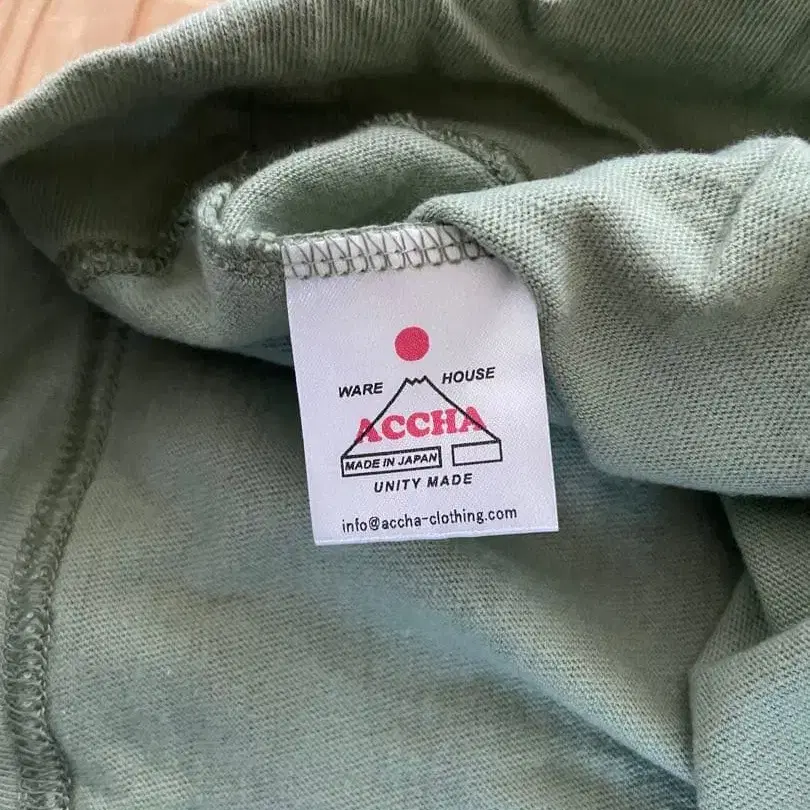 WARE HOUSE
ACCHA
MADE IN JAPAN
UNITY MADE
info@accha-clothing.com